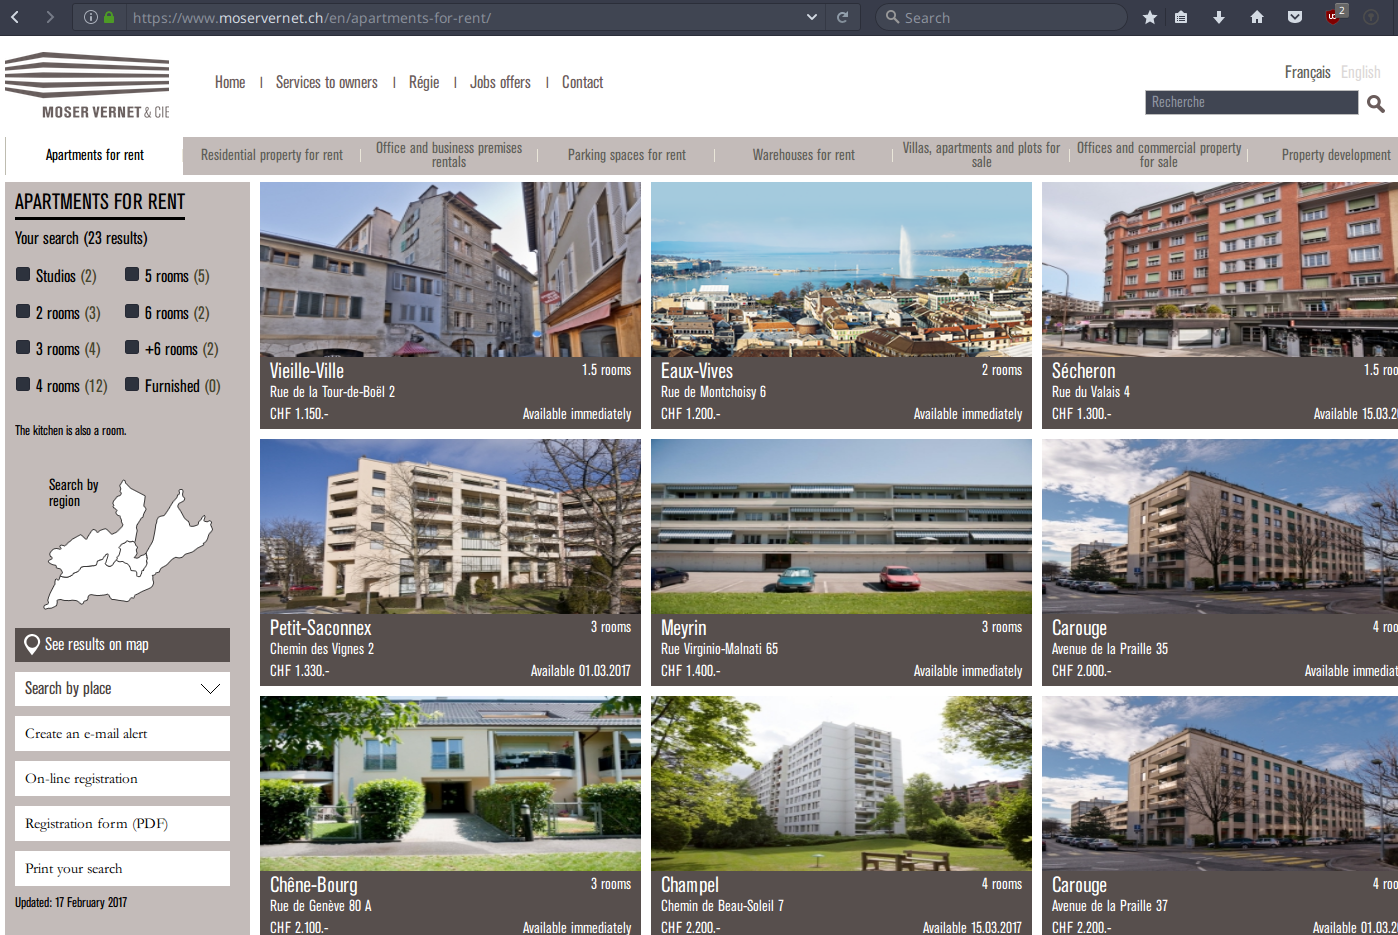 https://www.moservernet.ch/en/apartments-for-rent/
Search
2
MOSER VERNET & CIE
Home
Services to owners
Régie
Jobs offers
Contact
Français English
Recherche
Apartments for rent
Residential property for rent
Office and business premises
rentals
Parking spaces for rent
Warehouses for rent
Villas, apartments and plots for
sale
Offices and commercial property
for sale
Property development
APARTMENTS FOR RENT
Your search (23 results)
Studios (2) 5 rooms (5)
2 rooms (3) 6 rooms (2)
3 rooms (4) +6 rooms (2)
4 rooms (12) Furnished (0)
The kitchen is also a room.
Search by
region
See results on map
Search by place
Create an e-mail alert
On-line registration
Registration form (PDF)
Print your search
Updated: 17 February 2017
Vieille-Ville 1.5 rooms
Rue de la Tour-de-Boël 2
CHF 1.150.- Available immediately
Eaux-Vives 2 rooms
Rue de Montchoisy 6
CHF 1.200.- Available immediately
Sécheron 1.5 roo
Rue du Valais 4
CHF 1.300.- Available 15.03.2
Petit-Saconnex 3 rooms
Chemin des Vignes 2
CHF 1.330.- Available 01.03.2017
Meyrin 3 rooms
Rue Virginio-Malnati 65
CHF 1.400.- Available immediately
Carouge 4 roo
Avenue de la Praille 35
CHF 2.000.- Available immediat
Chêne-Bourg 3 rooms
Rue de Genève 80 A
CHF 2.100.- Available immediately
Champel 4 rooms
Chemin de Beau-Soleil 7
CHF 2.200.- Available 15.03.2017
Carouge 4 roo
Avenue de la Praille 37
CHF 2.200.- Available 01.03.2